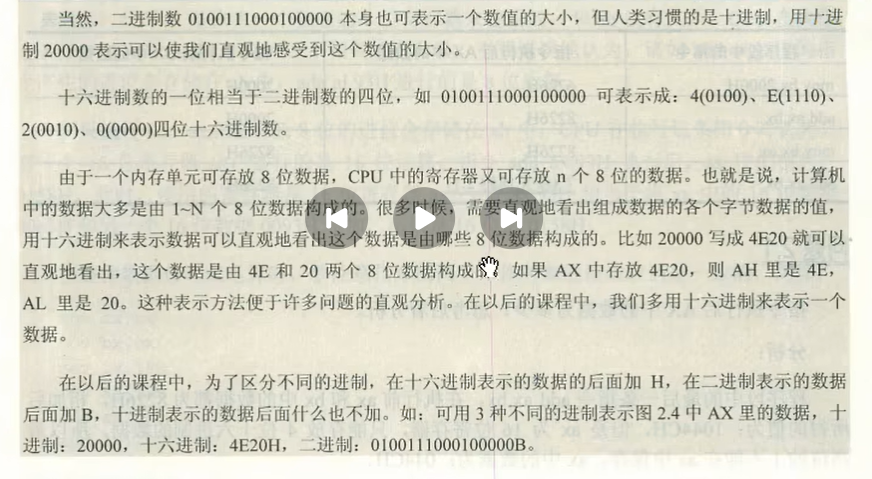 当然，二进制数 0100111000100000 本身也可表示一个数值的大小，但人类习惯的是十进制，用十进
制 20000 表示可以使我们直观地感受到这个数值的大小。
十六进制数的一位相当于二进制数的四位，如 0100111000100000 可表示成：4(0100)、E(1110)、
2(0010)、0(0000)四位十六进制数。
由于一个内存单元可存放 8 位数据，CPU 中的寄存器又可存放 n 个 8 位的数据。也就是说，计算机
中的数据大多是由 1~N 个 8 位数据构成的。很多时候，需要直观地看出组成数据的各个字节数据的值，
用十六进制来表示数据可以直观地看出这个数据是由哪些 8 位数据构成的。比如 20000 写成 4E20 就可以
直观地看出，这个数据是由 4E 和 20 两个 8 位数据构成的 如果 AX 中存放 4E20，则 AH 里是 4E，
AL 里是 20。这种表示方法便于许多问题的直观分析。在以后的课程中，我们多用十六进制来表示一个
数据。
在以后的课程中，为了区分不同的进制，在十六进制表示的数据的后面加 H，在二进制表示的数据
后面加 B，十进制表示的数据后面什么也不加。如：可用 3 种不同的进制表示图 2.4 中 AX 里的数据，十
进制：20000，十六进制：4E20H，二进制：0100111000100000B。